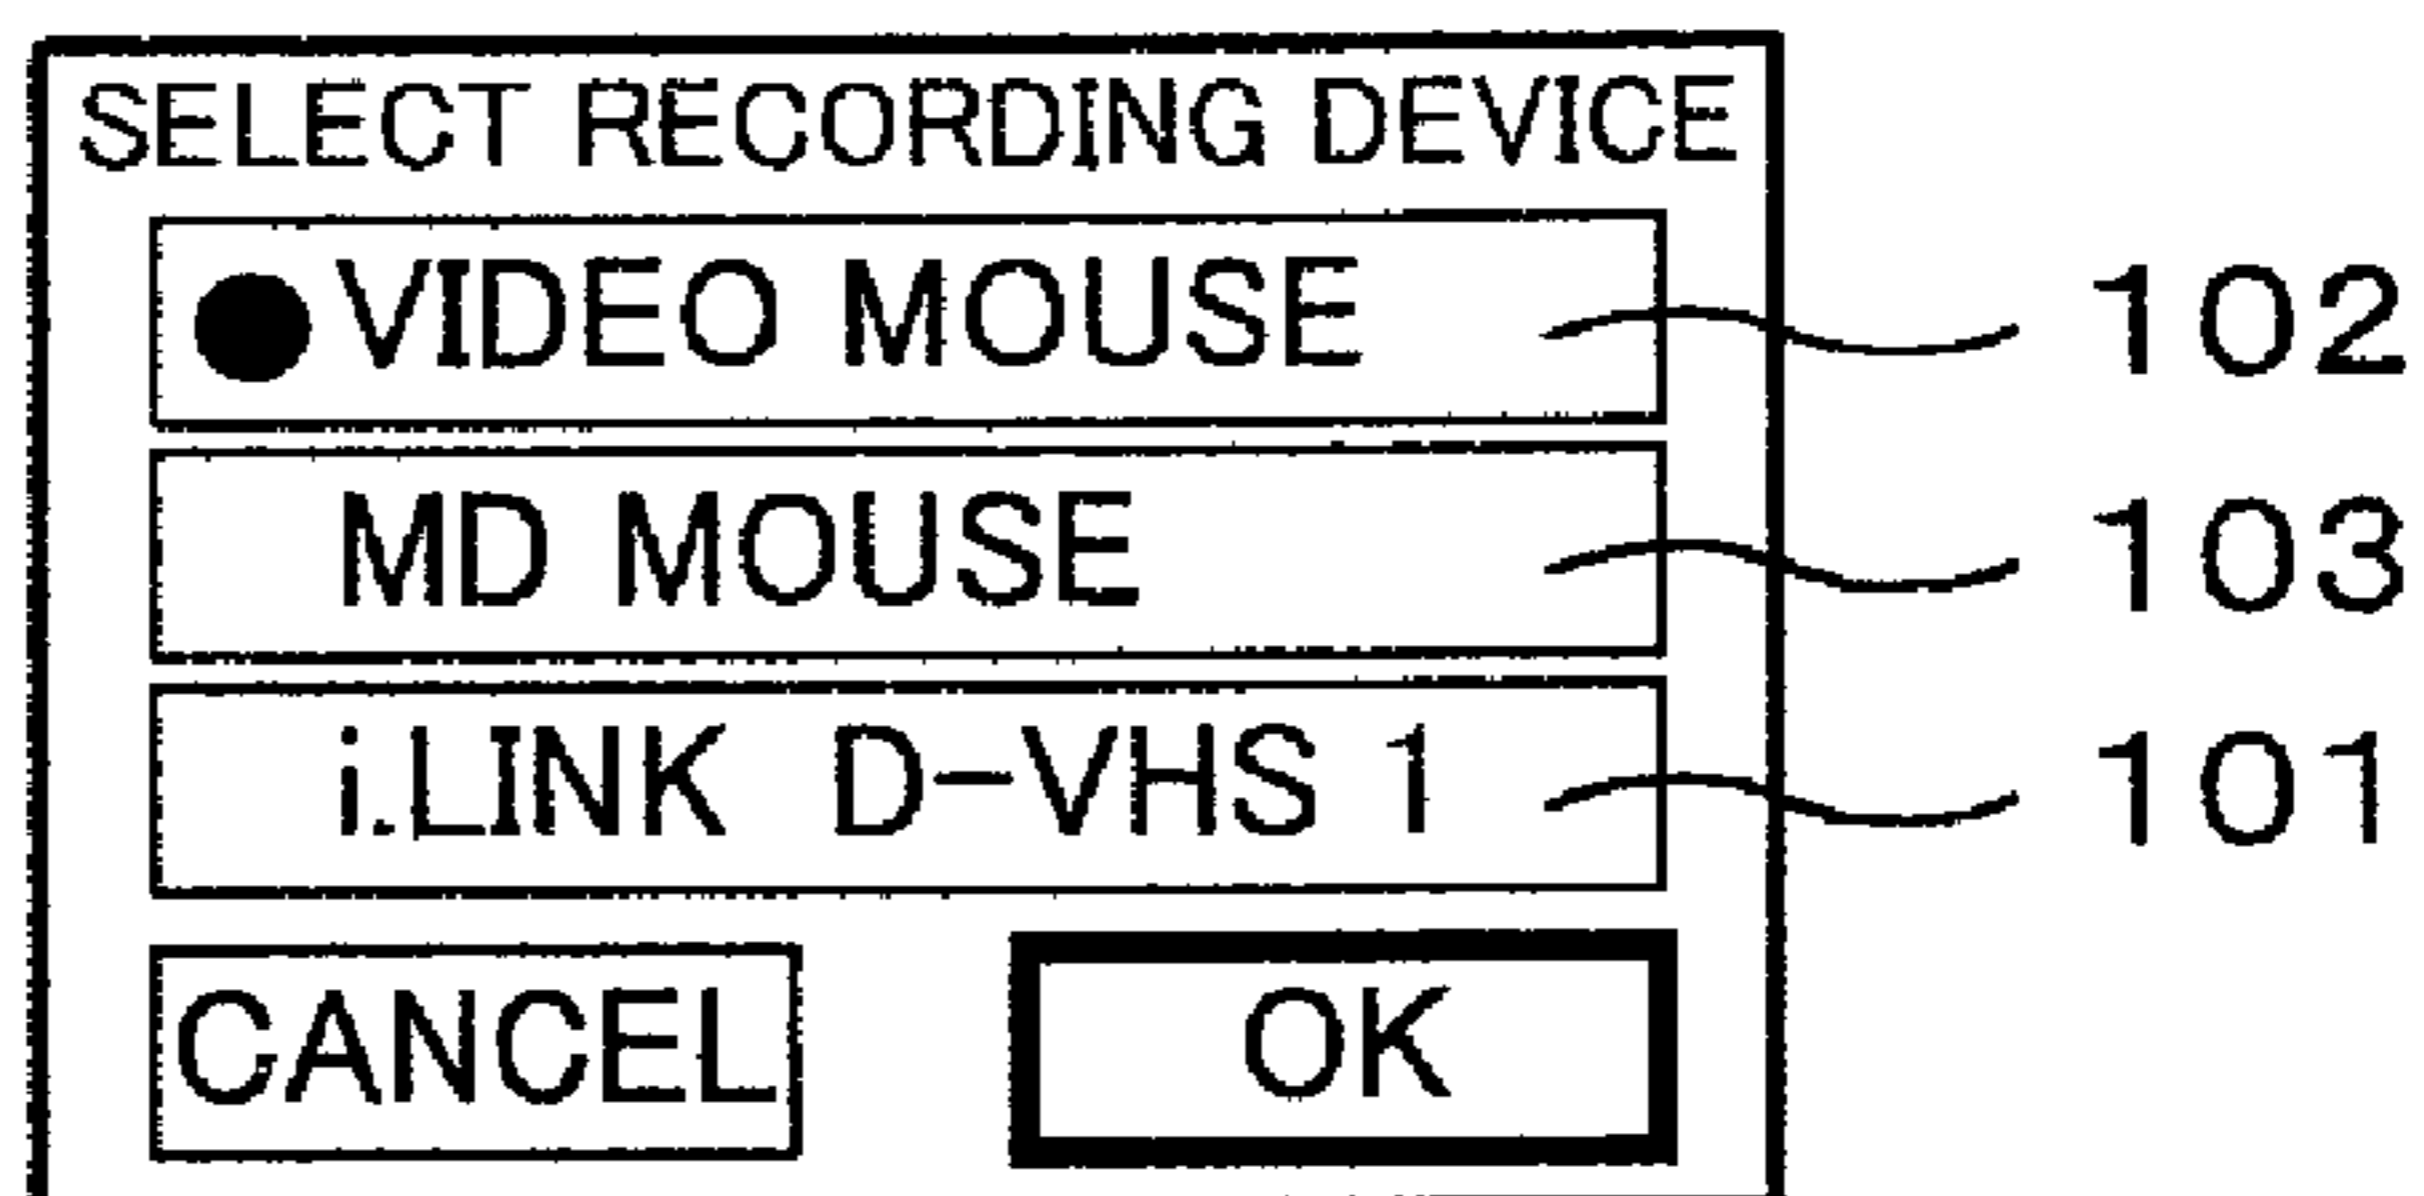 SELECT RECORDING DEVICE
●VIDEO MOUSE 102
MD MOUSE 103
i.LINK D-VHS 1 101
CANCEL OK